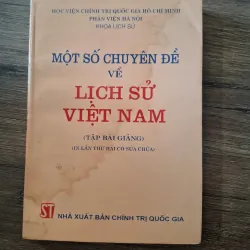 HỌC VIỆN CHÍNH TRỊ QUỐC GIA HỒ CHÍ MINH
PHÂN VIỆN HÀ NỘI
KHOA LỊCH SỬ
MỘT SỐ CHUYÊN ĐỀ
VỀ
LỊCH SỬ
VIỆT NAM
(TẬP BÀI GIẢNG)
(IN LẦN THỨ HAI CÓ SỬA CHỮA)
ST NHÀ XUẤT BẢN CHÍNH TRỊ QUỐC GIA